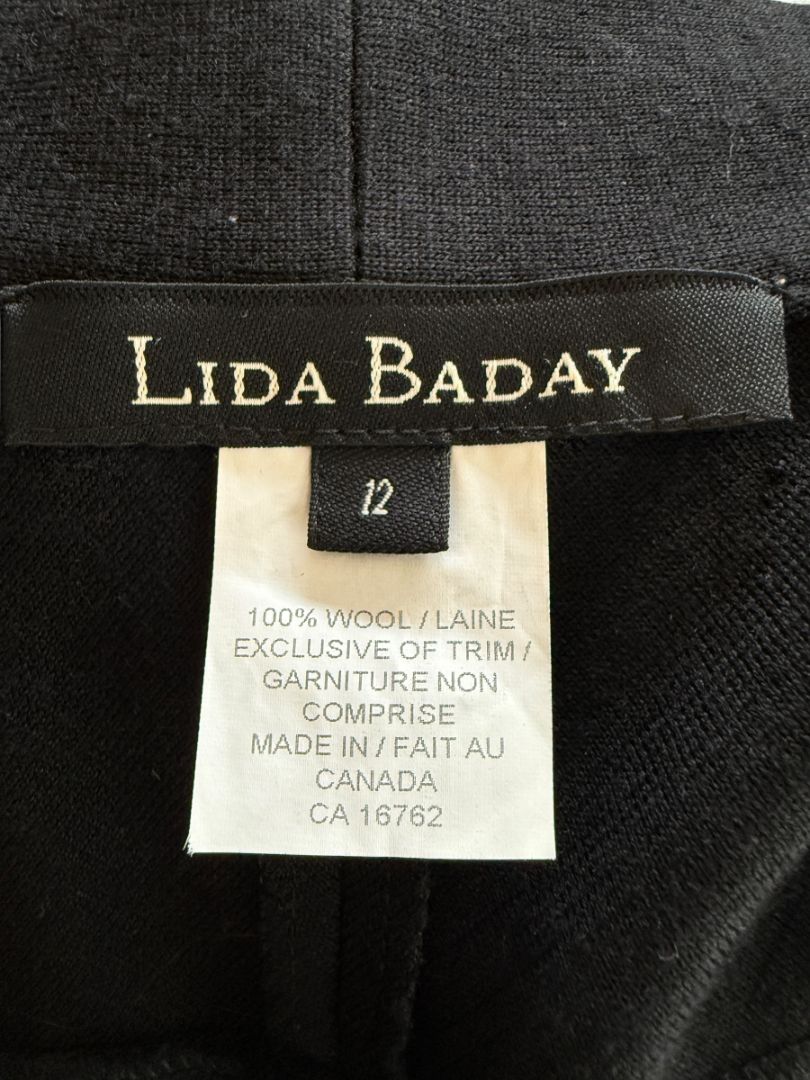 LIDA BADAY
12
100% WOOL / LAINE
EXCLUSIVE OF TRIM /
GARNITURE NON
COMPRISE
MADE IN / FAIT AU
CANADA
CA 16762